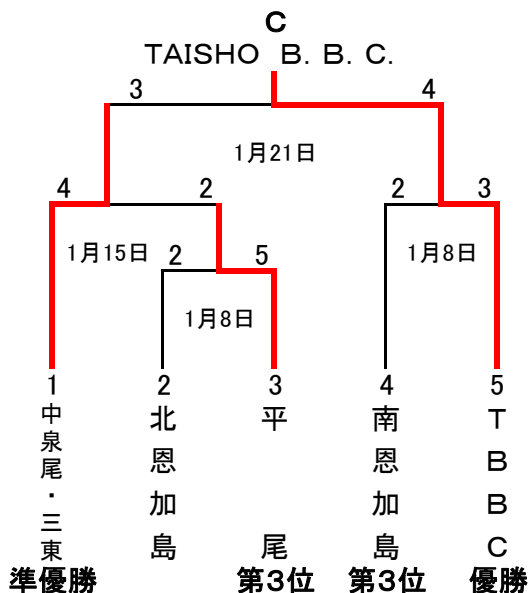 C
TAISHO B.B.C.
3 4
1月21日
4 2 2 3
1月15日 2 5 1月8日
1月8日
1 2 3 4 5
中泉尾・三東
北恩加島
平尾
南恩加島
TBBC
準優勝 第3位 第3位 優勝